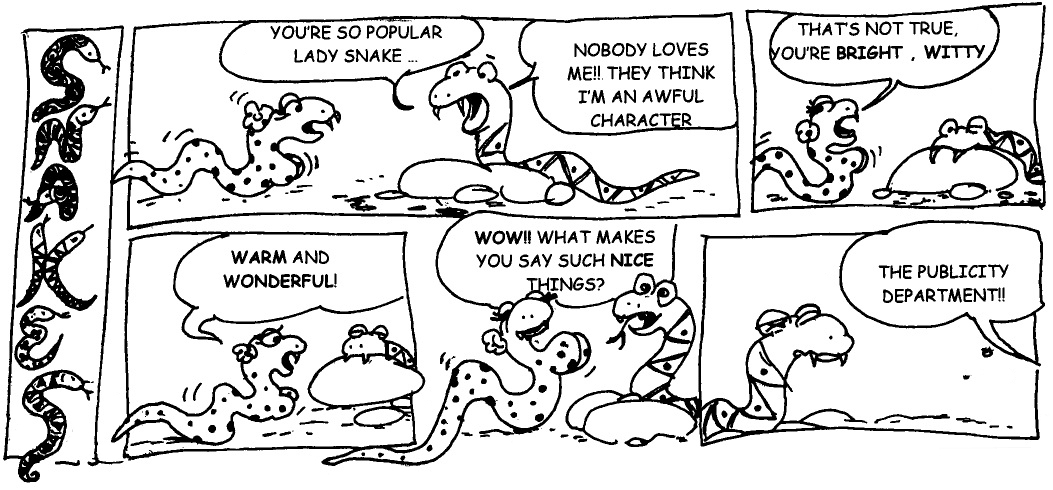 SNAKES
YOU'RE SO POPULAR
LADY SNAKE ...
NOBODY LOVES
ME!! THEY THINK
I'M AN AWFUL
CHARACTER
THAT'S NOT TRUE,
YOU'RE BRIGHT , WITTY
WARM AND
WONDERFUL!
WOW!! WHAT MAKES
YOU SAY SUCH NICE
THINGS?
THE PUBLICITY
DEPARTMENT!!